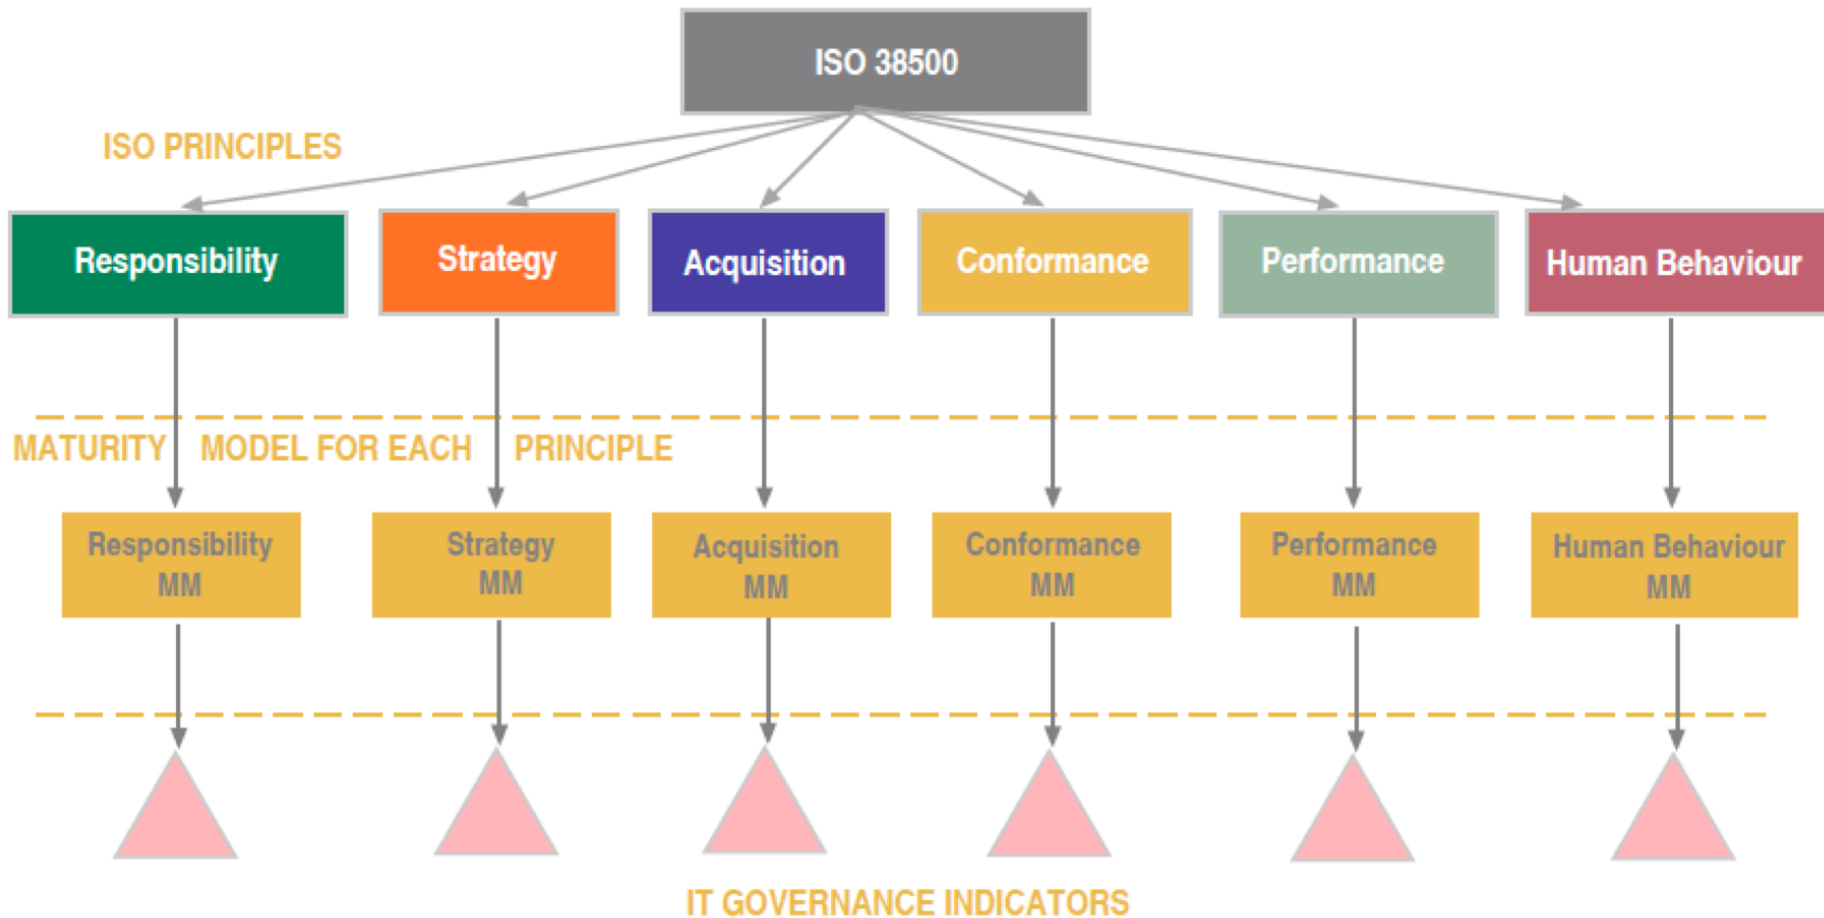 ISO 38500
ISO PRINCIPLES
Responsibility
Strategy
Acquisition
Conformance
Performance
Human Behaviour
MATURITY MODEL FOR EACH PRINCIPLE
Responsibility
MM
Strategy
MM
Acquisition
MM
Conformance
MM
Performance
MM
Human Behaviour
MM
IT GOVERNANCE INDICATORS